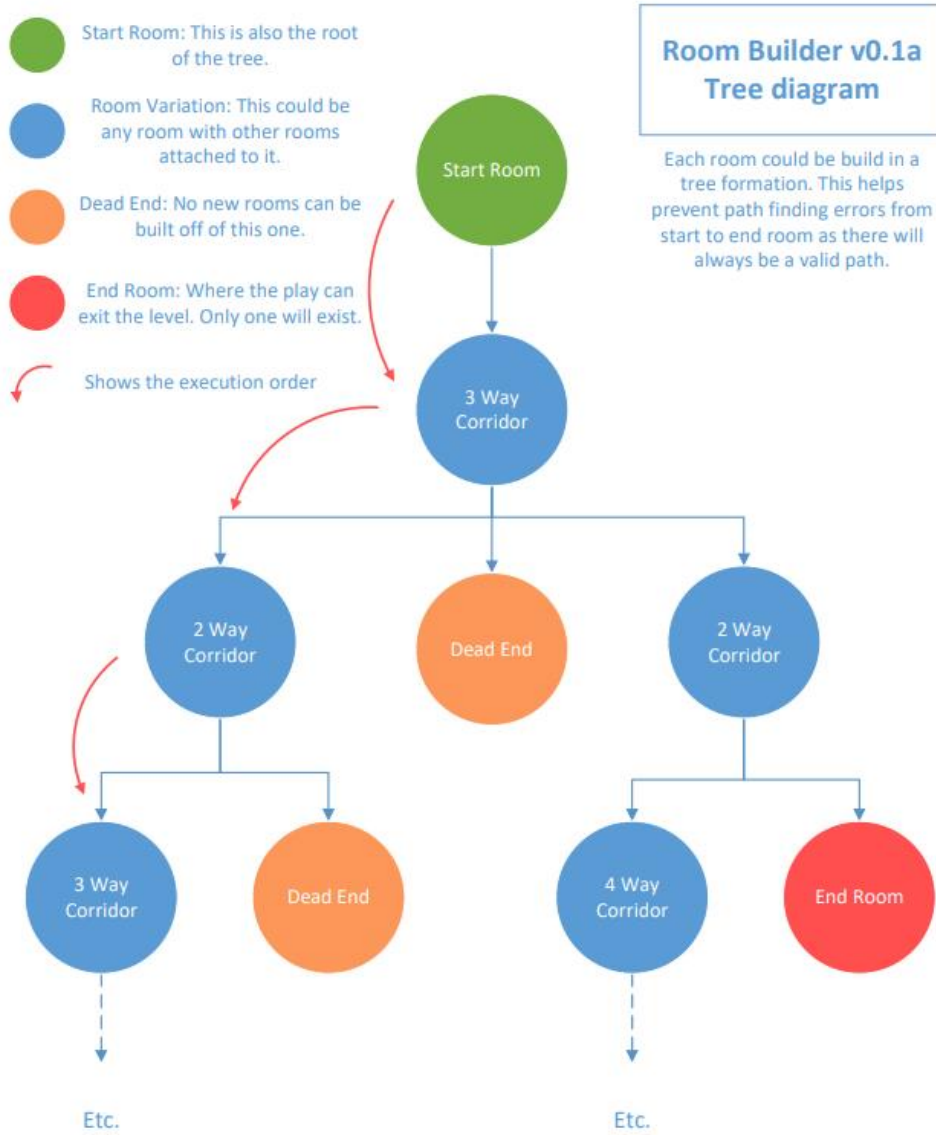 Start Room: This is also the root
of the tree.
Room Variation: This could be
any room with other rooms
attached to it.
Dead End: No new rooms can be
built off of this one.
End Room: Where the play can
exit the level. Only one will exist.
Shows the execution order
Room Builder v0.1a
Tree diagram
Each room could be build in a
tree formation. This helps
prevent path finding errors from
start to end room as there will
always be a valid path.
Start Room
3 Way
Corridor
2 Way
Corridor
Dead End
2 Way
Corridor
3 Way
Corridor
Dead End
4 Way
Corridor
End Room
Etc.
Etc.